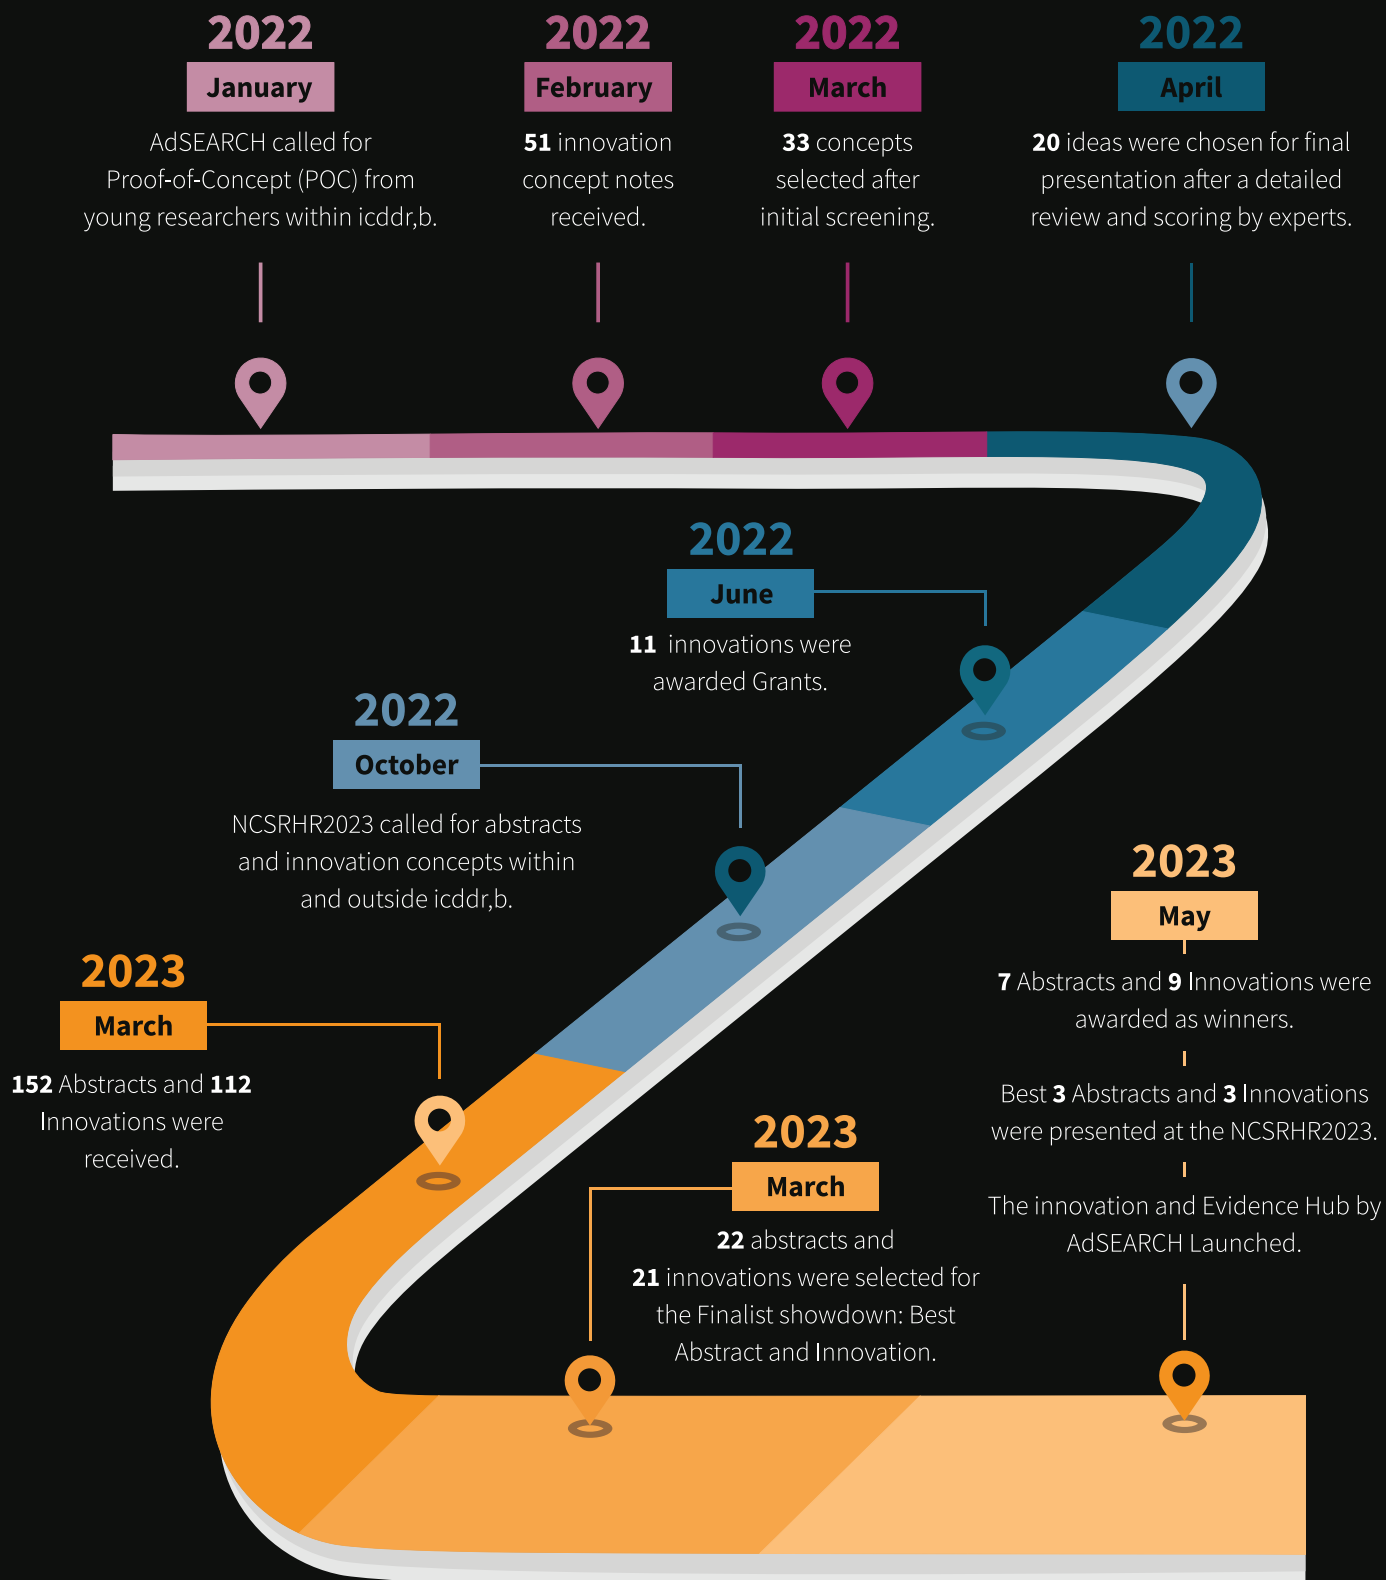 2022
January
AdSEARCH called for
Proof-of-Concept (POC) from
young researchers within icddr,b.
2022
February
51 innovation
concept notes
received.
2022
March
33 concepts
selected after
initial screening.
2022
April
20 ideas were chosen for final
presentation after a detailed
review and scoring by experts.
2022
June
11 innovations were
awarded Grants.
2022
October
NCSRHR2023 called for abstracts
and innovation concepts within
and outside icddr,b.
2023
March
152 Abstracts and 112
Innovations were
received.
2023
March
22 abstracts and
21 innovations were selected for
the Finalist showdown: Best
Abstract and Innovation.
2023
May
7 Abstracts and 9 Innovations were
awarded as winners.
Best 3 Abstracts and 3 Innovations
were presented at the NCSRHR2023.
The innovation and Evidence Hub by
AdSEARCH Launched.